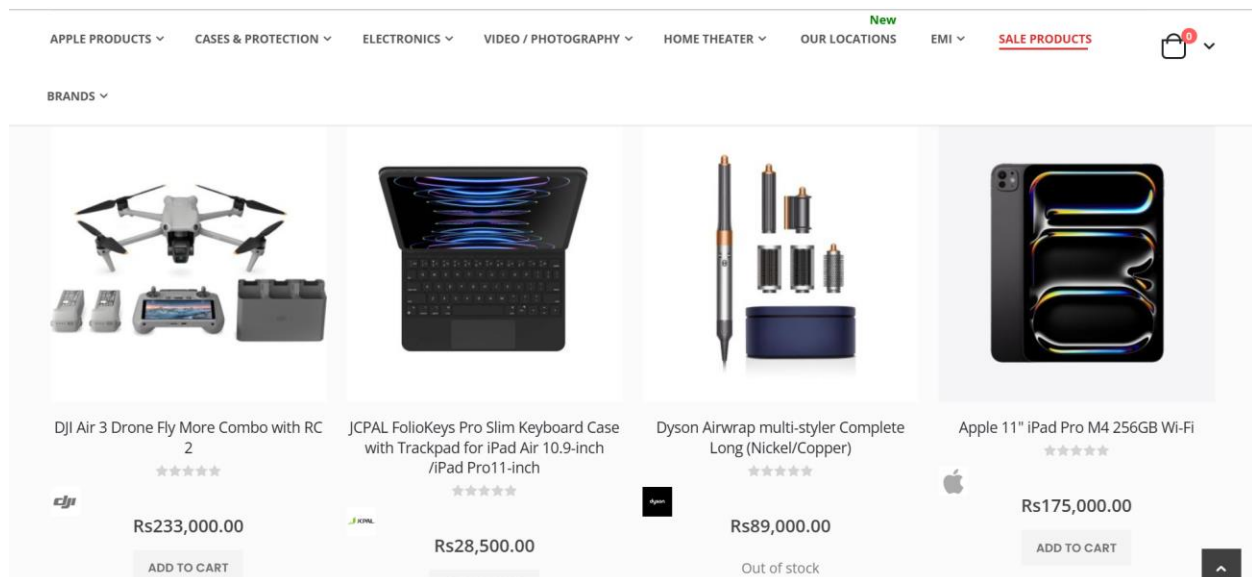 New
APPLE PRODUCTS
CASES & PROTECTION
ELECTRONICS
VIDEO / PHOTOGRAPHY
HOME THEATER
OUR LOCATIONS
EMI
SALE PRODUCTS
0
BRANDS
DJI Air 3 Drone Fly More Combo with RC
2
dji
Rs233,000.00
ADD TO CART
JCPAL FolioKeys Pro Slim Keyboard Case
with Trackpad for iPad Air 10.9-inch
/iPad Pro11-inch
JCPAL
Rs28,500.00
Dyson Airwrap multi-styler Complete
Long (Nickel/Copper)
dyson
Rs89,000.00
Out of stock
Apple 11" iPad Pro M4 256GB Wi-Fi
Rs175,000.00
ADD TO CART